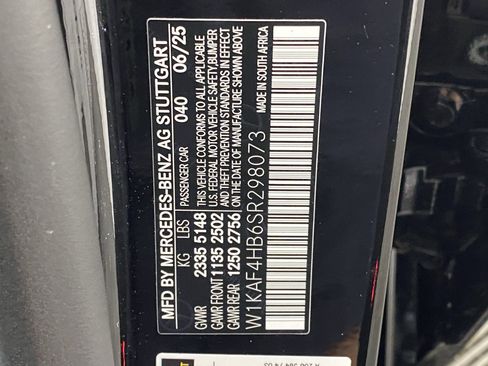 MFD BY MERCEDES-BENZ AG STUTTGART
PASSENGER CAR 040 06/25
KG LBS
GVWR 2335 5148
GAWR FRONT 1135 2502
GAWR REAR 1250 2756
THIS VEHICLE CONFORMS TO ALL APPLICABLE
U.S. FEDERAL MOTOR VEHICLE SAFETY, BUMPER
AND THEFT PREVENTION STANDARDS IN EFFECT
ON THE DATE OF MANUFACTURE SHOWN ABOVE
MADE IN SOUTH AFRICA
W1KAF4HB6SR298073